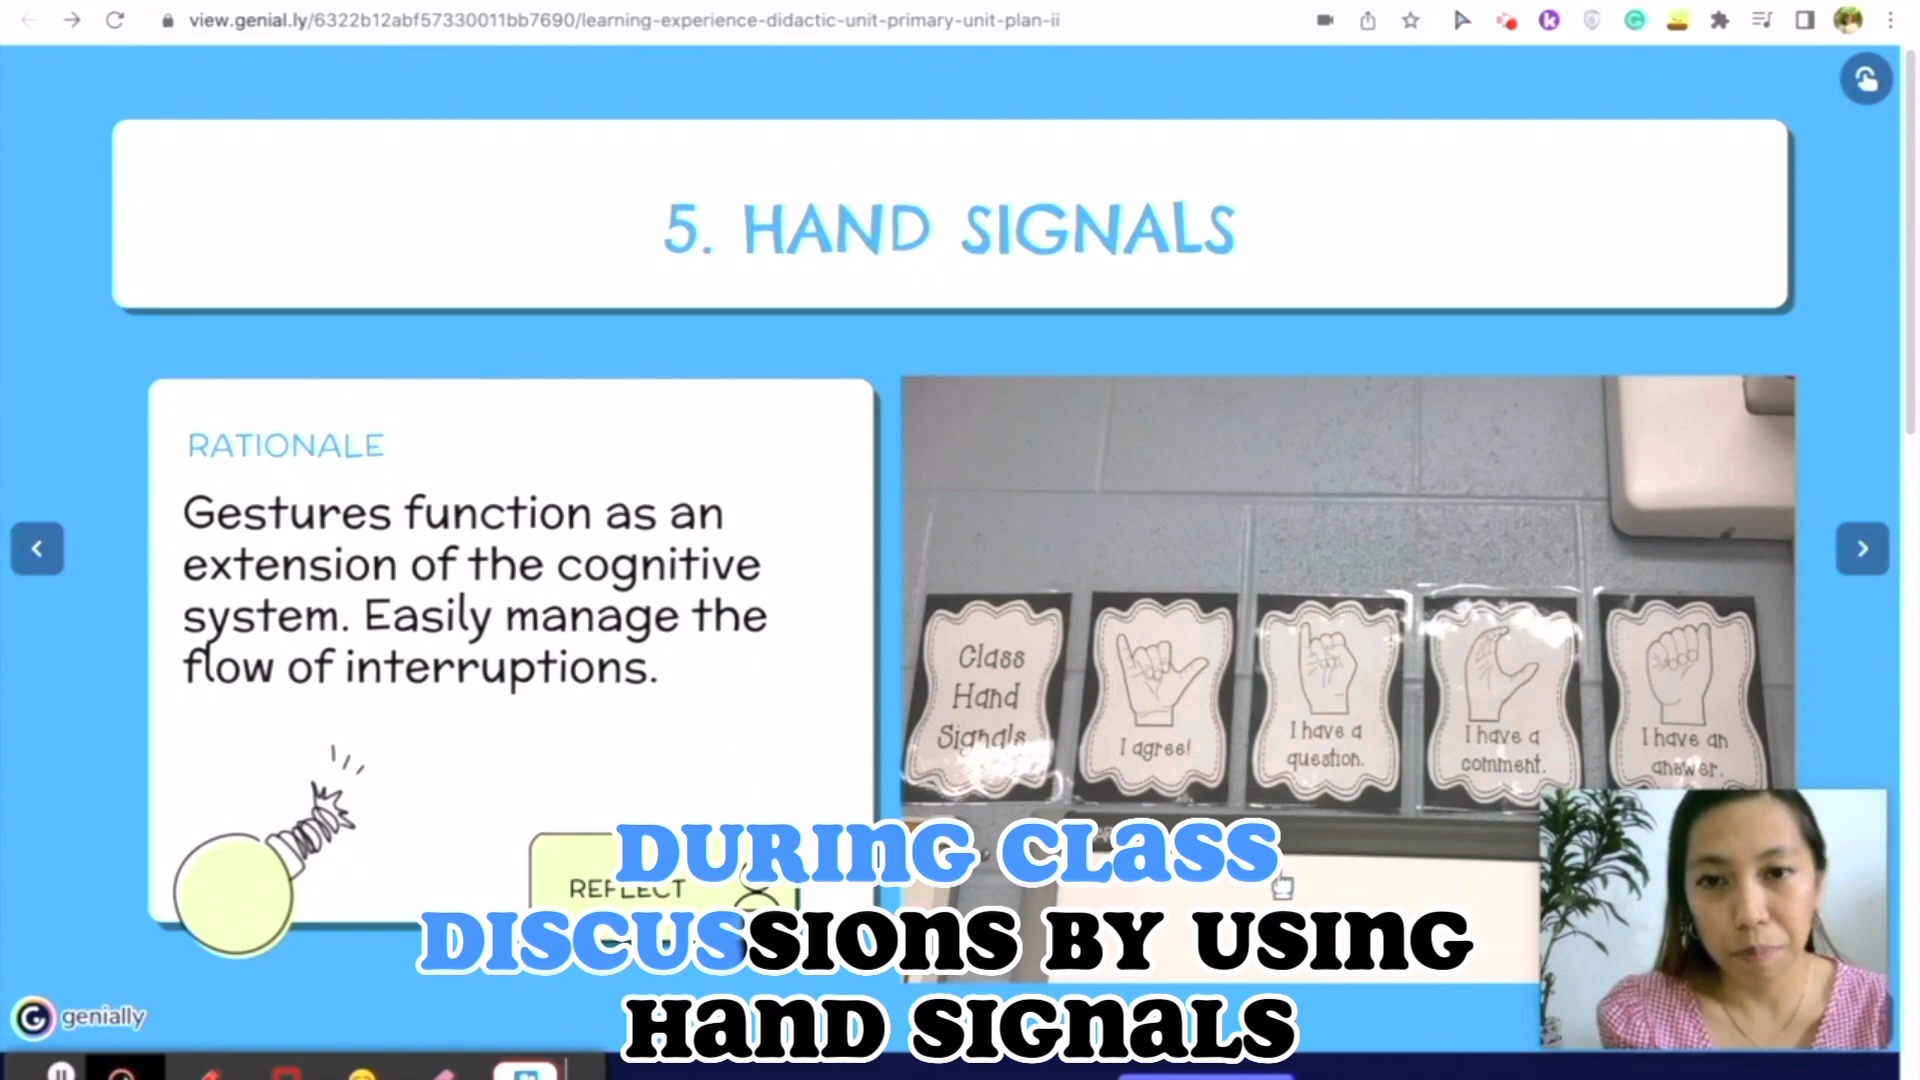 view.genial.ly/6322b12abf57330011bb7690/learning-experience-didactic-unit-primary-unit-plan-ii
5. HAND SIGNALS
RATIONALE
Gestures function as an
extension of the cognitive
system. Easily manage the
flow of interruptions.
Class
Hand
Signals
I agree!
I have a
question.
I have a
comment.
I have an
answer.
REFLECT
DURING CLASS
DISCUSSIONS BY USING
HAND SIGNALS
genially